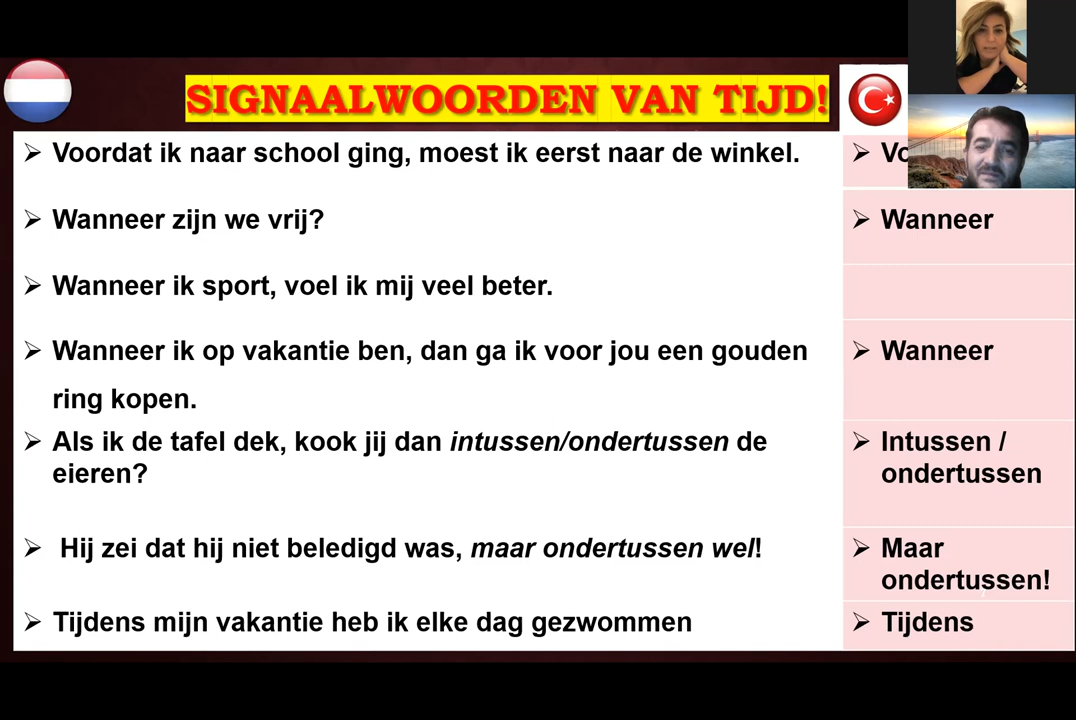 SIGNAALWOORDEN VAN TIJD!
Voordat ik naar school ging, moest ik eerst naar de winkel.
Wanneer zijn we vrij?
Wanneer
Wanneer ik sport, voel ik mij veel beter.
Wanneer ik op vakantie ben, dan ga ik voor jou een gouden
ring kopen.
Wanneer
Als ik de tafel dek, kook jij dan intussen/ondertussen de
eieren?
Intussen /
ondertussen
Hij zei dat hij niet beledigd was, maar ondertussen wel!
Maar
ondertussen!
Tijdens mijn vakantie heb ik elke dag gezwommen
Tijdens